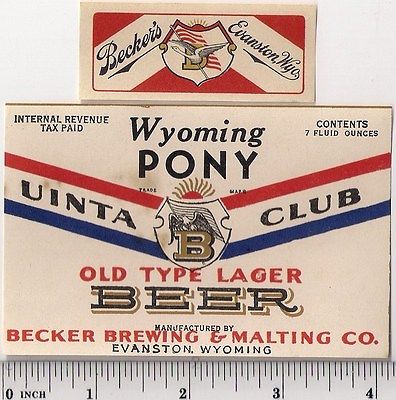 Becker's
Evanston, Wyo.
B
INTERNAL REVENUE
TAX PAID
Wyoming
PONY
CONTENTS
7 FLUID OUNCES
TRADE MARK
UINTA CLUB
B
OLD TYPE LAGER
BEER
MANUFACTURED BY
BECKER BREWING & MALTING CO.
EVANSTON, WYOMING
0 INCH 1 2 3 4